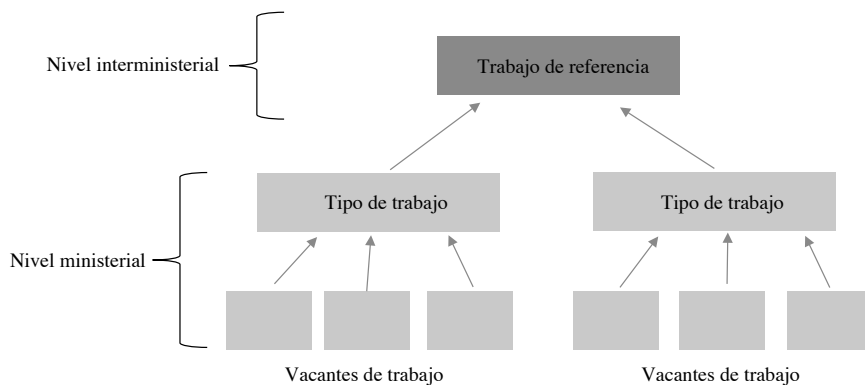 Nivel interministerial
Trabajo de referencia
Tipo de trabajo
Tipo de trabajo
Nivel ministerial
Vacantes de trabajo
Vacantes de trabajo